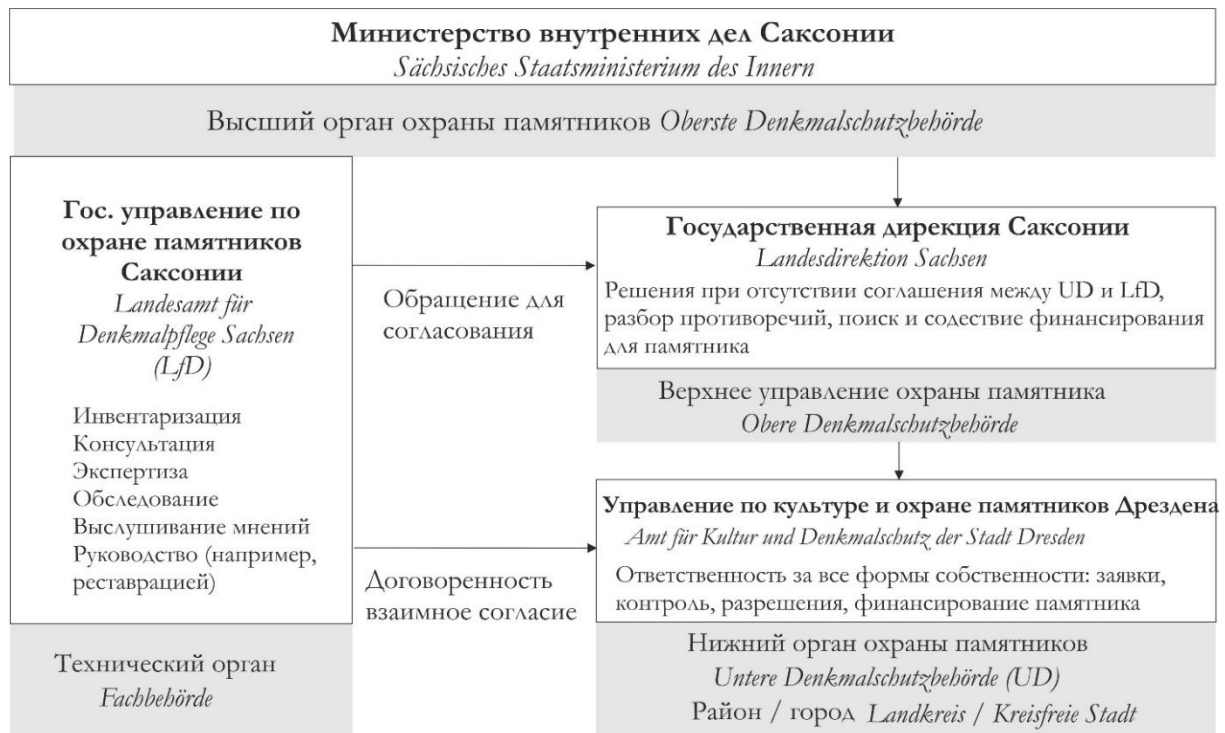 Министерство внутренних дел Саксонии
Sächsisches Staatsministerium des Innern
Высший орган охраны памятников Oberste Denkmalschutzbehörde
Гос. управление по
охране памятников
Саксонии
Landesamt für
Denkmalpflege Sachsen
(LfD)
Инвентаризация
Консультация
Экспертиза
Обследование
Выслушивание мнений
Руководство (например,
реставрацией)
Технический орган
Fachbehörde
Обращение для
согласования
Договоренность
взаимное согласие
Государственная дирекция Саксонии
Landesdirektion Sachsen
Решения при отсутствии соглашения между UD и LfD,
разбор противоречий, поиск и содествие финансирования
для памятника
Верхнее управление охраны памятника
Obere Denkmalschutzbehörde
Управление по культуре и охране памятников Дрездена
Amt für Kultur und Denkmalschutz der Stadt Dresden
Ответственность за все формы собственности: заявки,
контроль, разрешения, финансирование памятника
Нижний орган охраны памятников
Untere Denkmalschutzbehörde (UD)
Район / город Landkreis / Kreisfreie Stadt